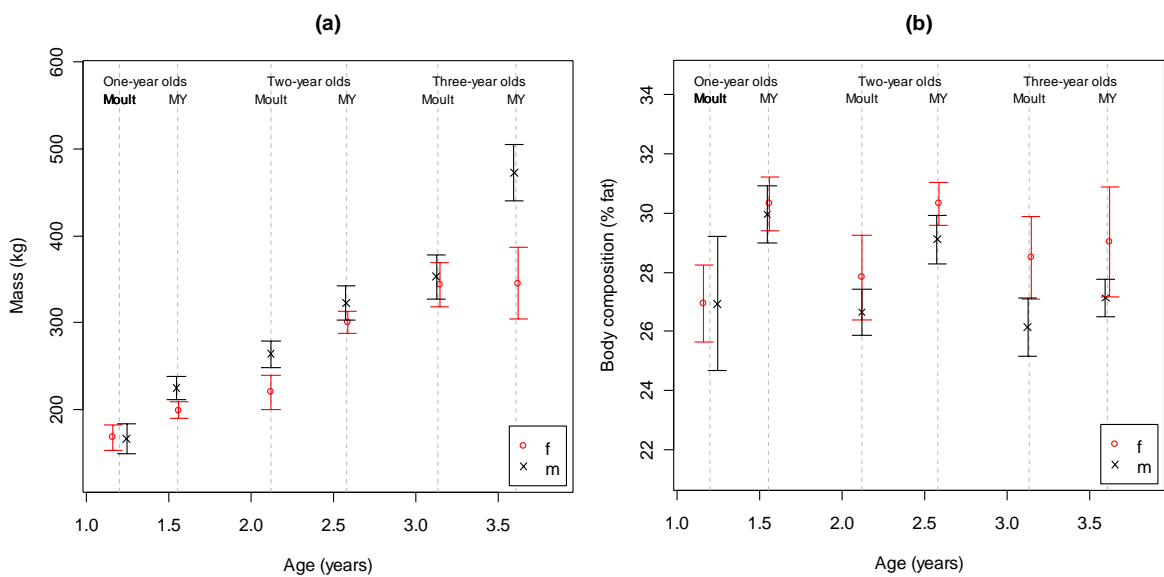 (a)
One-year olds Two-year olds Three-year olds
Moult MY Moult MY Moult MY
600
500
400
300
200
Mass (kg)
f
m
1.0 1.5 2.0 2.5 3.0 3.5
Age (years)
(b)
One-year olds Two-year olds Three-year olds
Moult MY Moult MY Moult MY
34
32
30
28
26
24
22
Body composition (% fat)
f
m
1.0 1.5 2.0 2.5 3.0 3.5
Age (years)